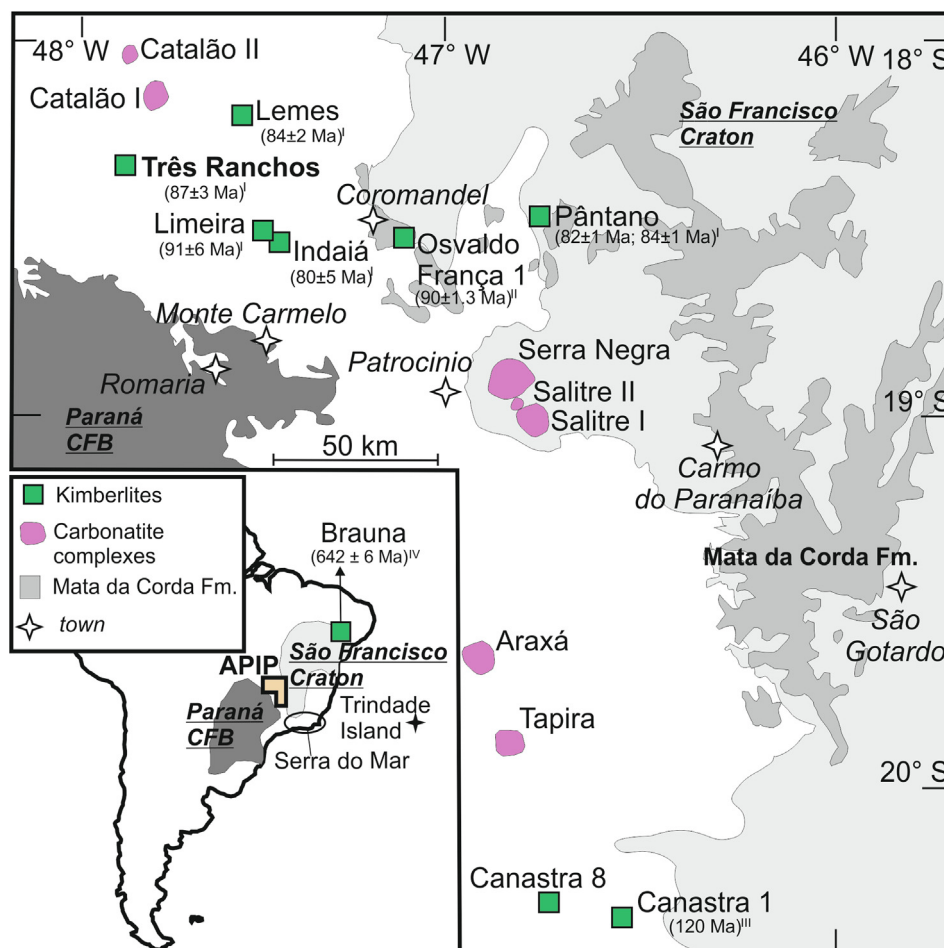 48° W
47° W
46° W
18° S
Catalão II
Catalão I
Lemes
(84±2 Ma)ᴵ
São Francisco
Craton
Três Ranchos
(87±3 Ma)ᴵ
Coromandel
Limeira
(91±6 Ma)ᴵ
Indaiá
(80±5 Ma)ᴵ
Osvaldo
França 1
(90±1.3 Ma)ᴵᴵ
Pântano
(82±1 Ma; 84±1 Ma)ᴵ
Monte Carmelo
Romaria
Patrocinio
Serra Negra
Salitre II
Salitre I
Paraná
CFB
19° S
50 km
Carmo
do Paranaíba
Mata da Corda Fm.
São
Gotardo
Kimberlites
Carbonatite
complexes
Mata da Corda Fm.
town
Brauna
(642 ± 6 Ma)ᴵⱽ
São Francisco
Craton
APIP
Paraná
CFB
Trindade
Island
Serra do Mar
Araxá
Tapira
20° S
Canastra 8
Canastra 1
(120 Ma)ᴵᴵᴵ